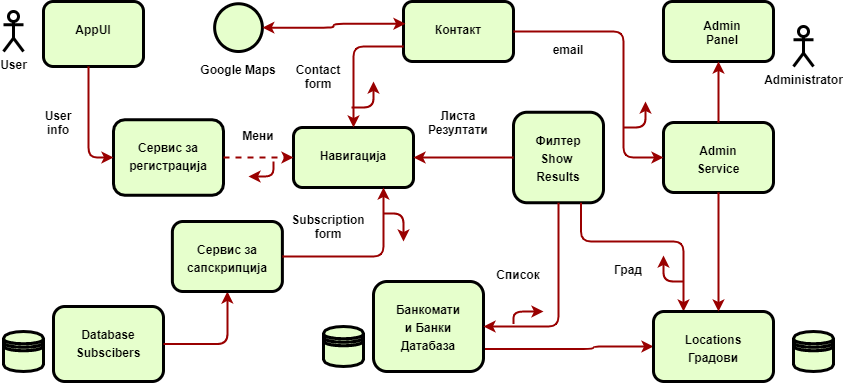 AppUI
User
Google Maps
Контакт
email
Admin
Panel
Administrator
Contact
form
User
info
Сервис за
регистрација
Мени
Навигација
Листа
Резултати
Филтер
Show
Results
Admin
Service
Subscription
form
Сервис за
сапскрипција
Список
Град
Database
Subscibers
Банкомати
и Банки
Датабаза
Locations
Градови